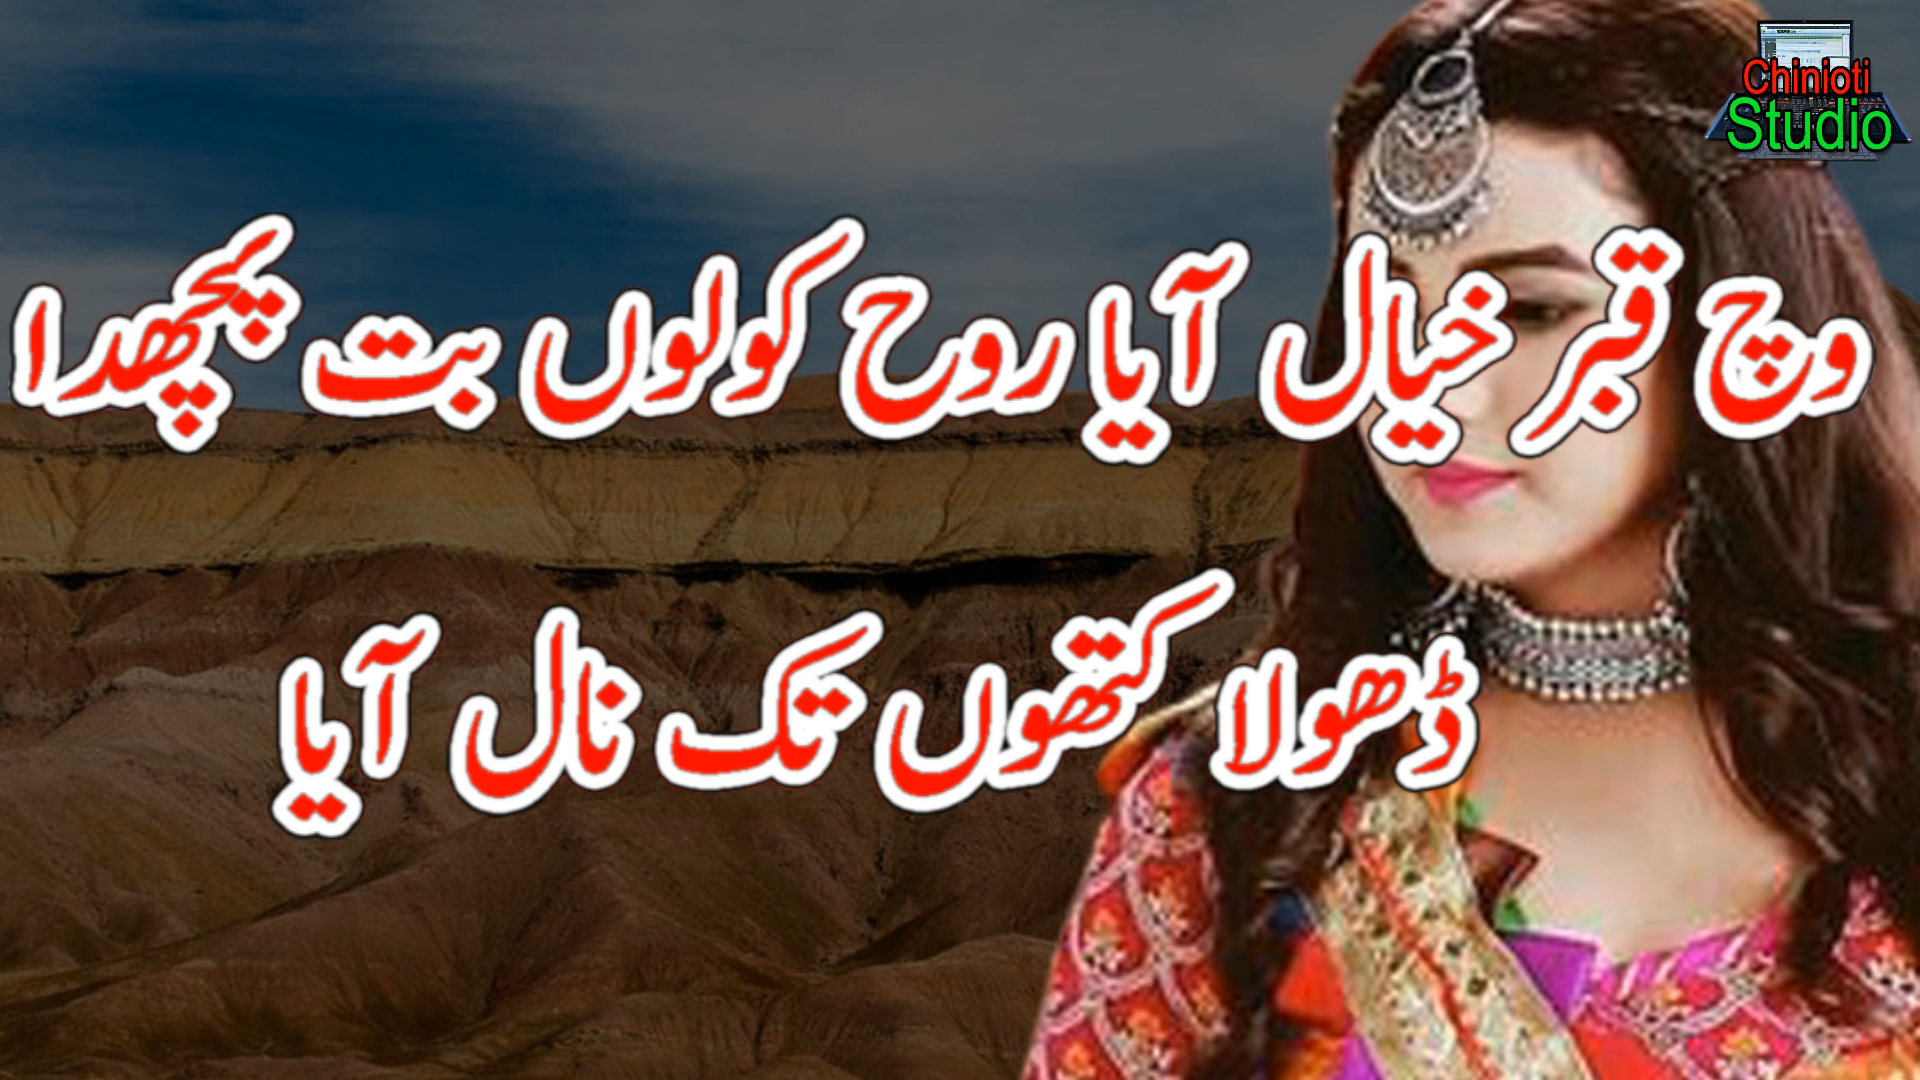 Chinioti
Studio
وچ قبر خیال آیا روح کولوں بت پچھدا
ڈھولا کتھوں تک نال آیا